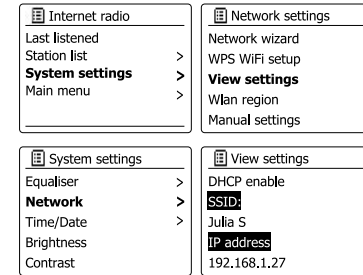 Internet radio
Last listened
Station list >
System settings >
Main menu >
Network settings
Network wizard
WPS WiFi setup
View settings
Wlan region
Manual settings
System settings
Equaliser >
Network >
Time/Date >
Brightness
Contrast
View settings
DHCP enable
SSID:
Julia S
IP address
192.168.1.27